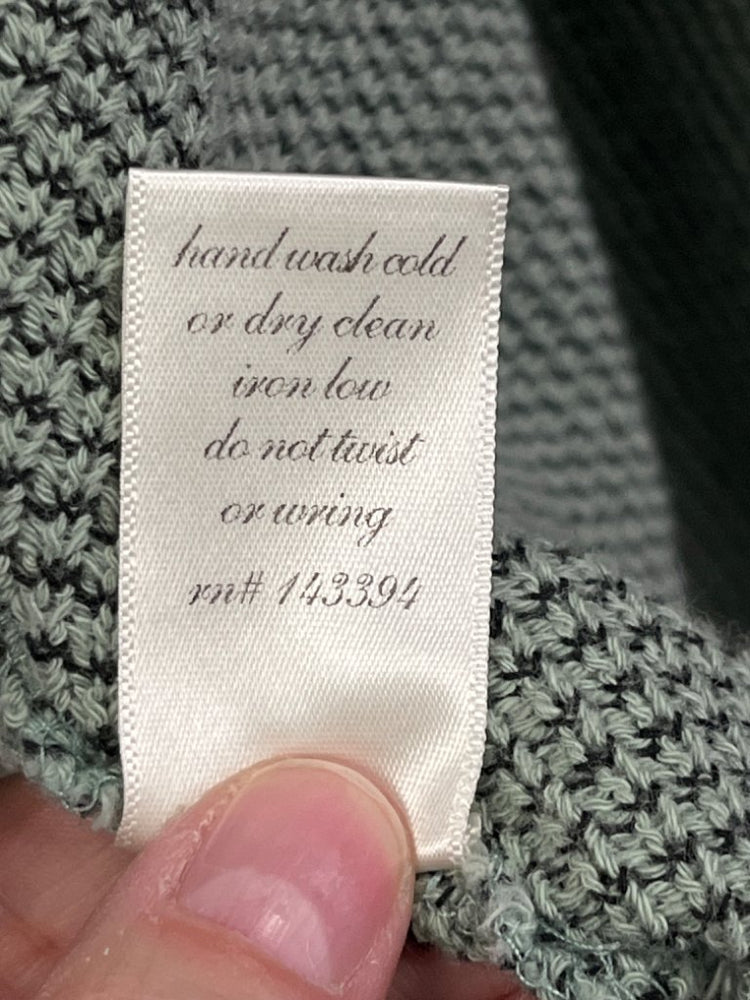 hand wash cold
or dry clean
iron low
do not twist
or wring
rn# 143394